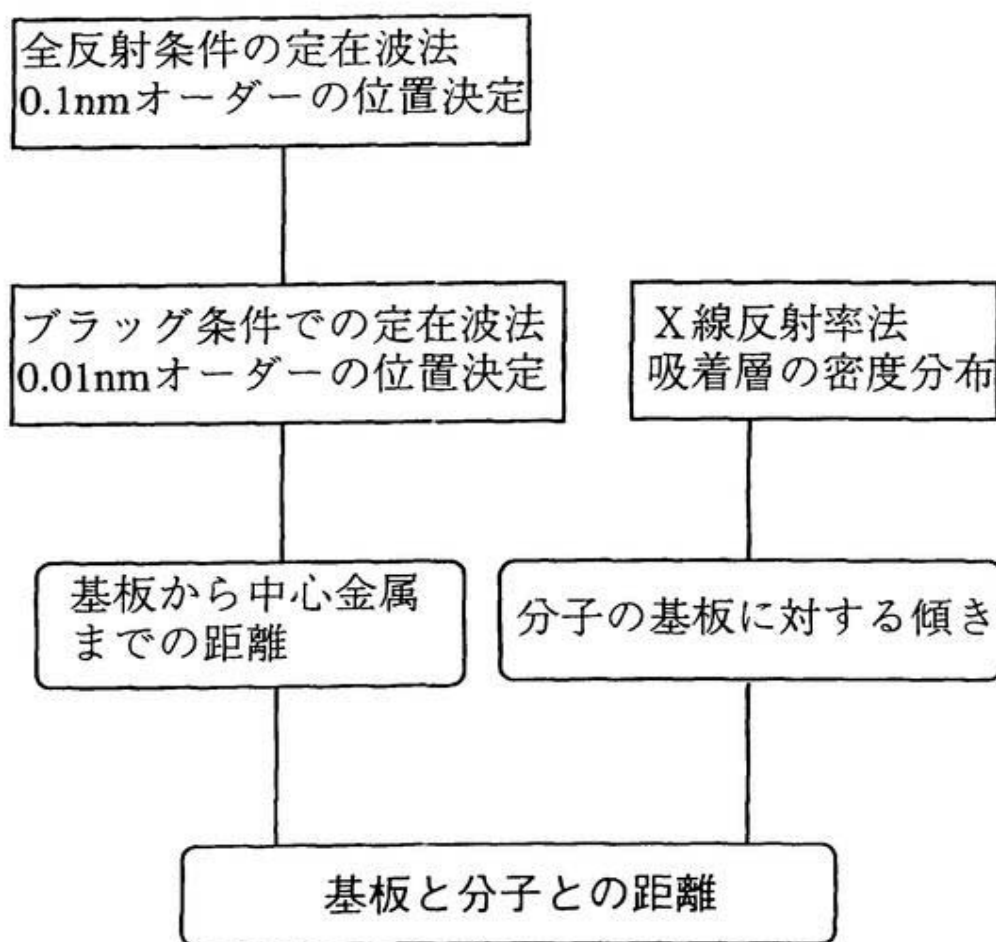 全反射条件の定在波法
0.1nmオーダーの位置決定
ブラッグ条件での定在波法
0.01nmオーダーの位置決定
X線反射率法
吸着層の密度分布
基板から中心金属
までの距離
分子の基板に対する傾き
基板と分子との距離